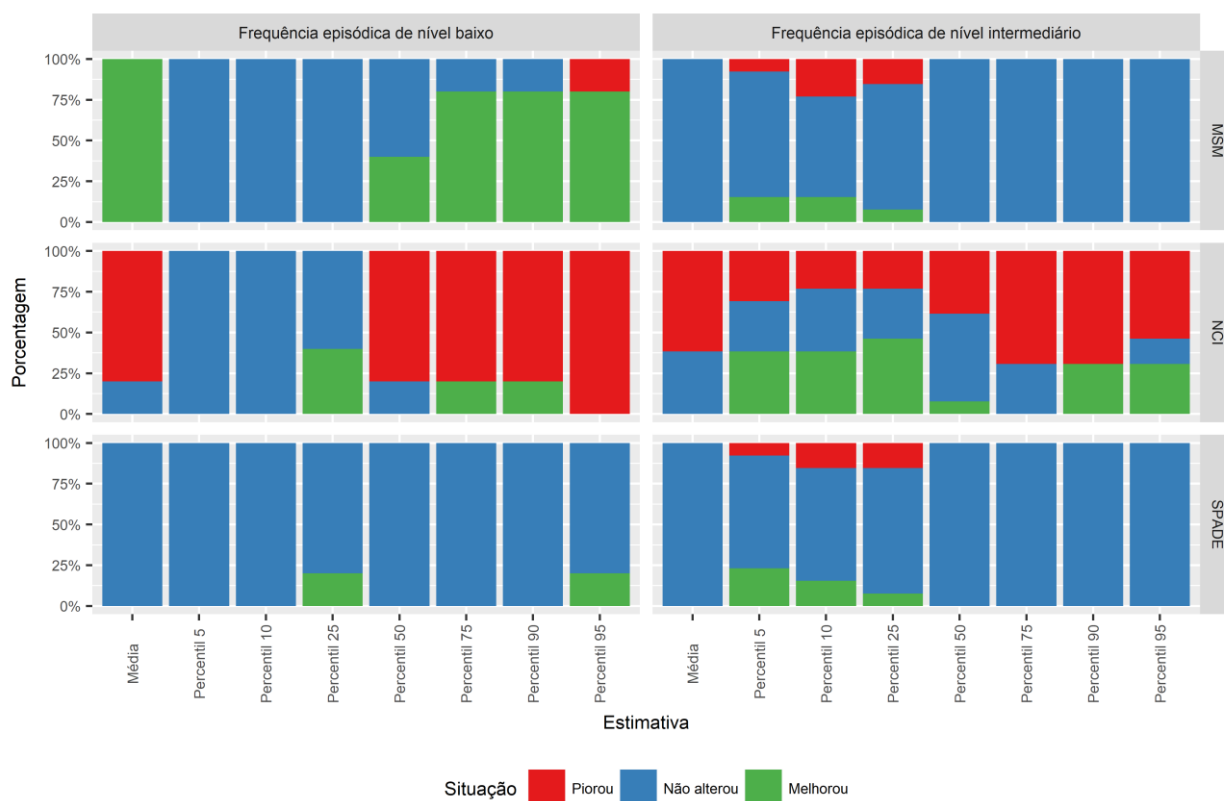 Frequência episódica de nível baixo
Frequência episódica de nível intermediário
100%
75%
50%
25%
0%
MSM
100%
75%
50%
25%
0%
NCI
100%
75%
50%
25%
0%
SPADE
Porcentagem
Média
Percentil 5
Percentil 10
Percentil 25
Percentil 50
Percentil 75
Percentil 90
Percentil 95
Média
Percentil 5
Percentil 10
Percentil 25
Percentil 50
Percentil 75
Percentil 90
Percentil 95
Estimativa
Situação Piorou Não alterou Melhorou